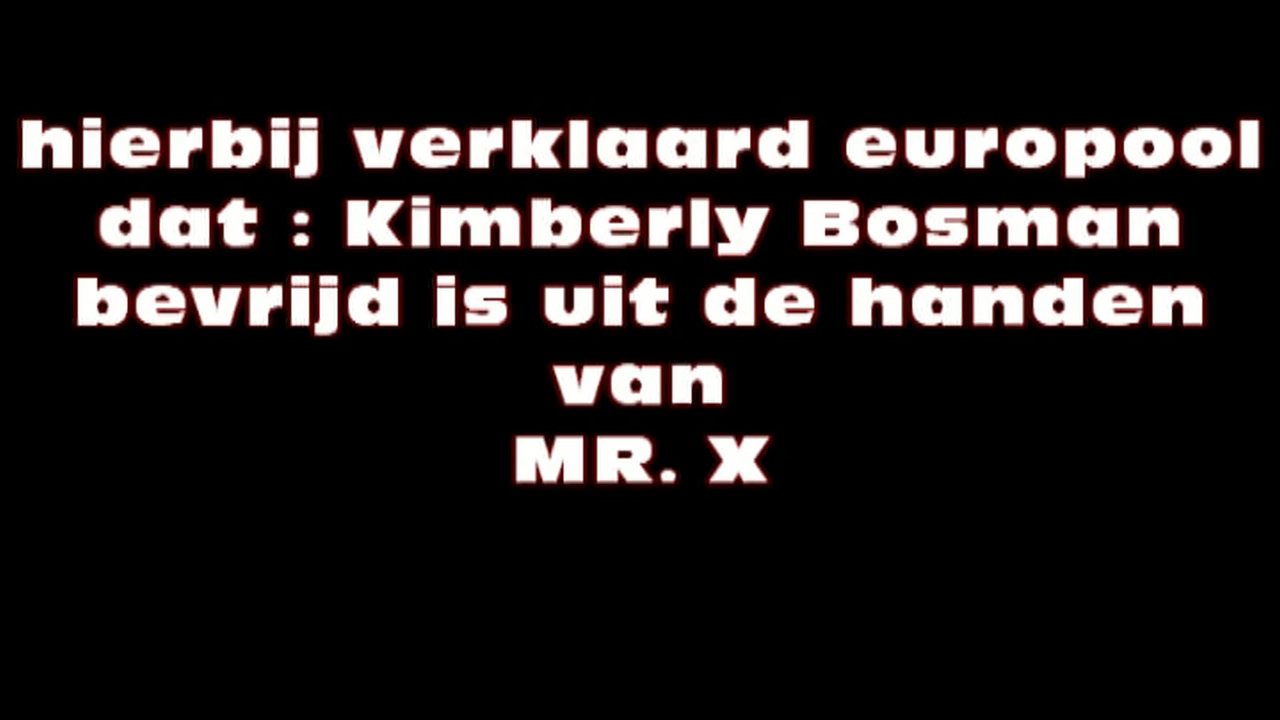 hierbij verklaard europool
dat : Kimberly Bosman
bevrijd is uit de handen
van
MR. X